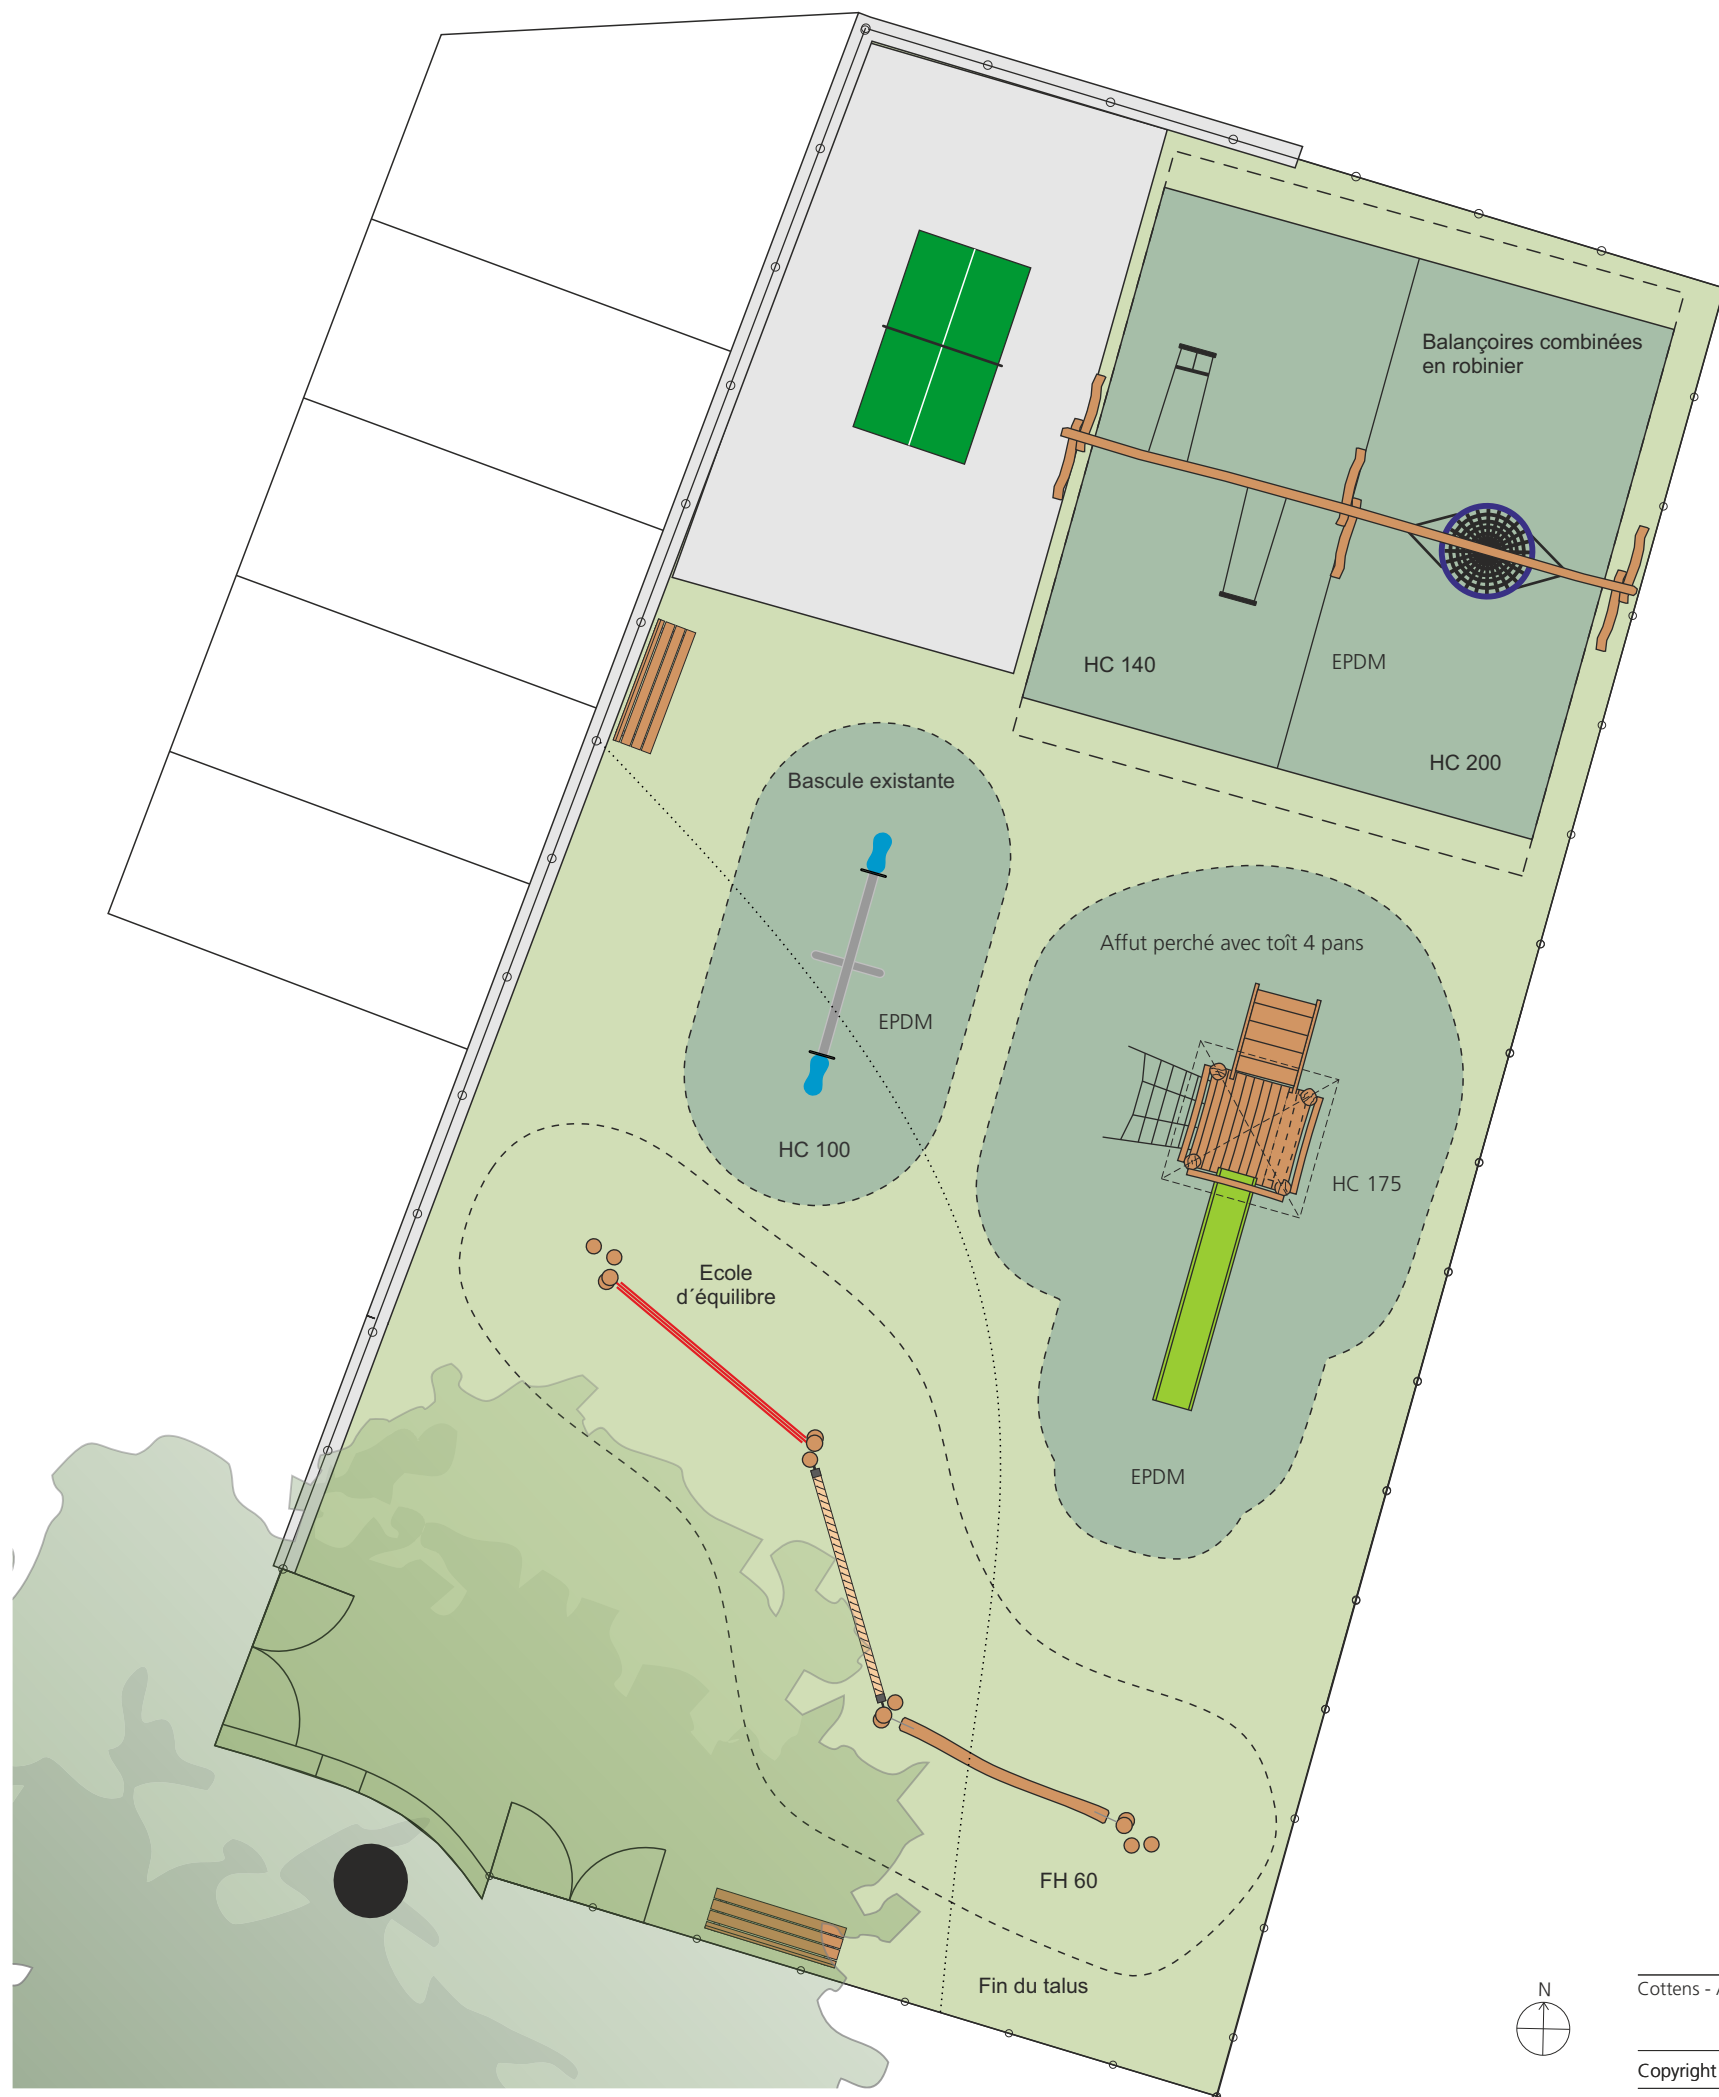 Balançoires combinées
en robinier
HC 140
EPDM
HC 200
Bascule existante
EPDM
HC 100
Affut perché avec toît 4 pans
HC 175
EPDM
Ecole
d´équilibre
FH 60
Fin du talus
N
Cottens -
Copyright